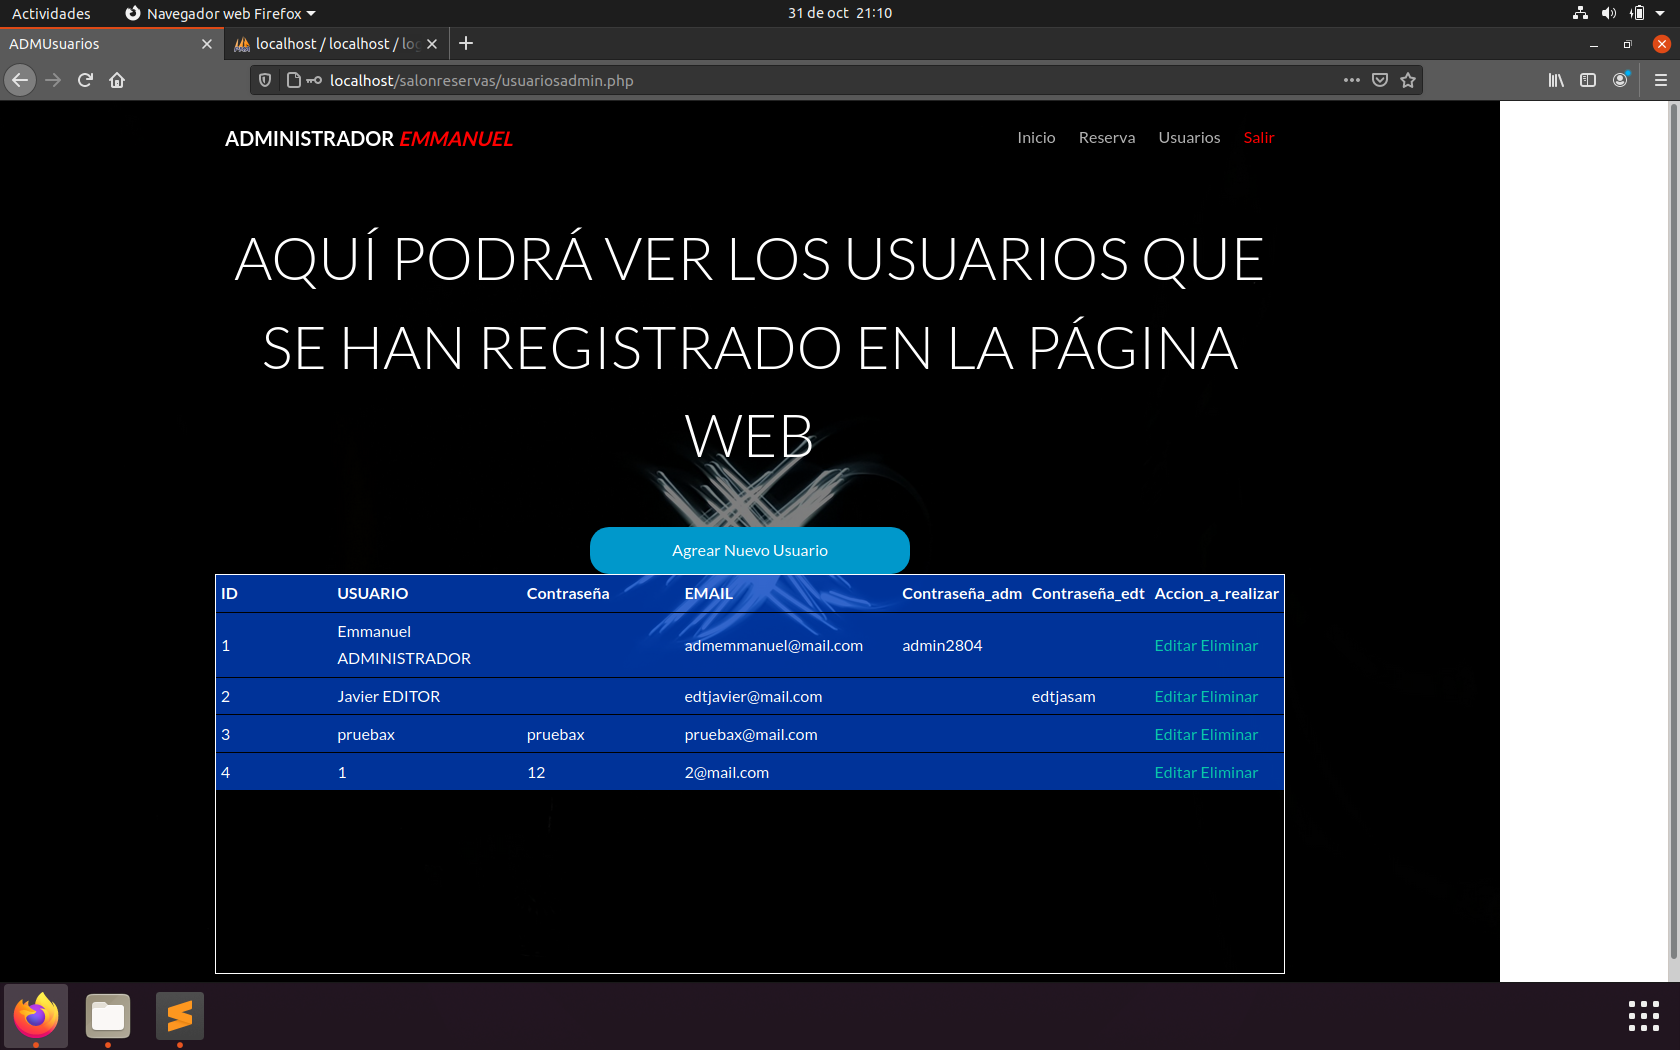 Actividades Navegador web Firefox 31 de oct 21:10
ADMUsuarios localhost / localhost / log
localhost/salonreservas/usuariosadmin.php
ADMINISTRADOR EMMANUEL Inicio Reserva Usuarios Salir
AQUÍ PODRÁ VER LOS USUARIOS QUE
SE HAN REGISTRADO EN LA PÁGINA
WEB
Agrear Nuevo Usuario
ID USUARIO Contraseña EMAIL Contraseña_adm Contraseña_edt Accion_a_realizar
1 Emmanuel ADMINISTRADOR admemmanuel@mail.com admin2804 Editar Eliminar
2 Javier EDITOR edtjavier@mail.com edtjasam Editar Eliminar
3 pruebax pruebax pruebax@mail.com Editar Eliminar
4 1 12 2@mail.com Editar Eliminar